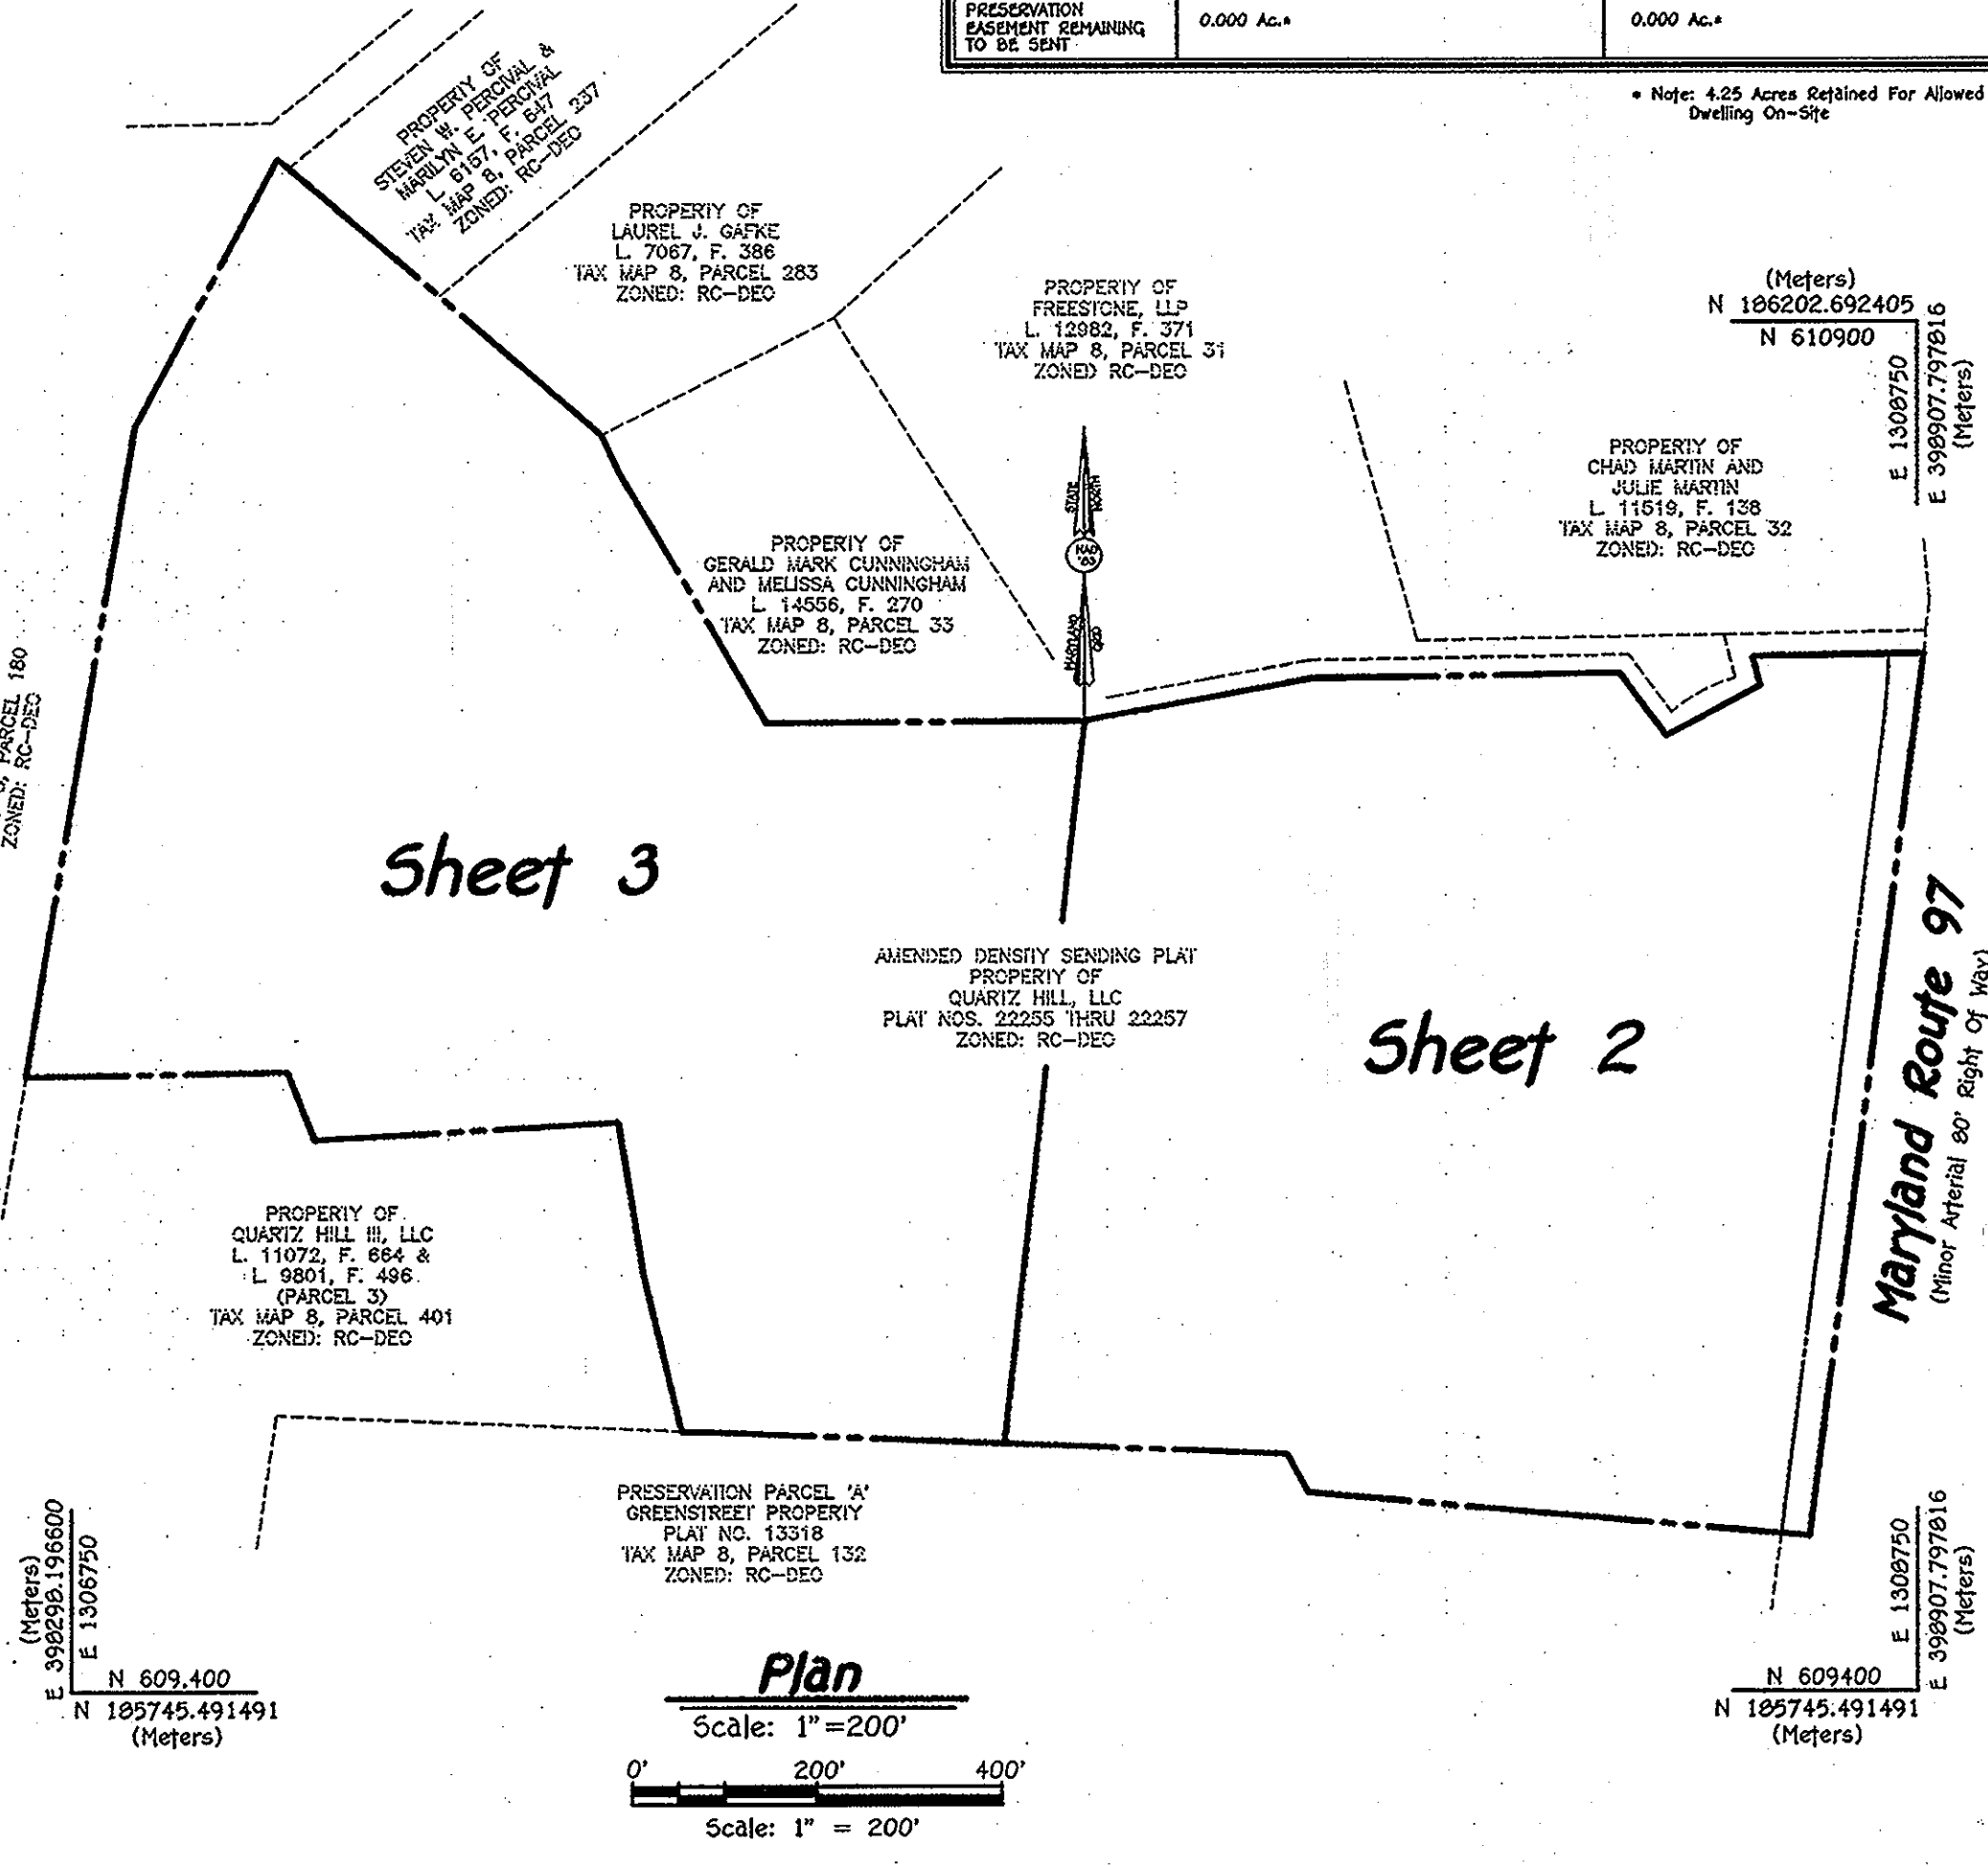 PRESERVATION
EASEMENT REMAINING
TO BE SENT
0.000 Ac.*
0.000 Ac.*
* Note: 4.25 Acres Retained For Allowed
Dwelling On-Site
PROPERTY OF
STEVEN W. PERCIVAL &
MARILYN E. PERCIVAL
L. 6157, F. 647
TAX MAP 8, PARCEL 237
ZONED: RC-DEO
PROPERTY OF
LAUREL J. GAFKE
L. 7067, F. 386
TAX MAP 8, PARCEL 283
ZONED: RC-DEO
PROPERTY OF
FREESTONE, LLP
L. 12982, F. 371
TAX MAP 8, PARCEL 31
ZONED RC-DEO
(Meters)
N 186202.692405
N 610900
E 1308750
E 398907.797816
(Meters)
PROPERTY OF
CHAD MARTIN AND
JULIE MARTIN
L. 11519, F. 138
TAX MAP 8, PARCEL 32
ZONED: RC-DEO
STATE
NORTH
NAD
'83
MARYLAND
GRID
PROPERTY OF
GERALD MARK CUNNINGHAM
AND MELISSA CUNNINGHAM
L. 14556, F. 270
TAX MAP 8, PARCEL 33
ZONED: RC-DEO
PARCEL 180
ZONED: RC-DEO
Sheet 3
AMENDED DENSITY SENDING PLAT
PROPERTY OF
QUARTZ HILL, LLC
PLAT NOS. 22255 THRU 22257
ZONED: RC-DEO
Sheet 2
Maryland Route 97
(Minor Arterial 80' Right Of Way)
PROPERTY OF
QUARTZ HILL III, LLC
L. 11072, F. 664 &
L. 9801, F. 496
(PARCEL 3)
TAX MAP 8, PARCEL 401
ZONED: RC-DEO
PRESERVATION PARCEL 'A'
GREENSTREET PROPERTY
PLAT NO. 13318
TAX MAP 8, PARCEL 132
ZONED: RC-DEO
(Meters)
E 398298.196600
E 1306750
N 609.400
N 185745.491491
(Meters)
E 1308750
E 398907.797816
(Meters)
N 609400
N 185745.491491
(Meters)
Plan
Scale: 1"=200'
0' 200' 400'
Scale: 1" = 200'